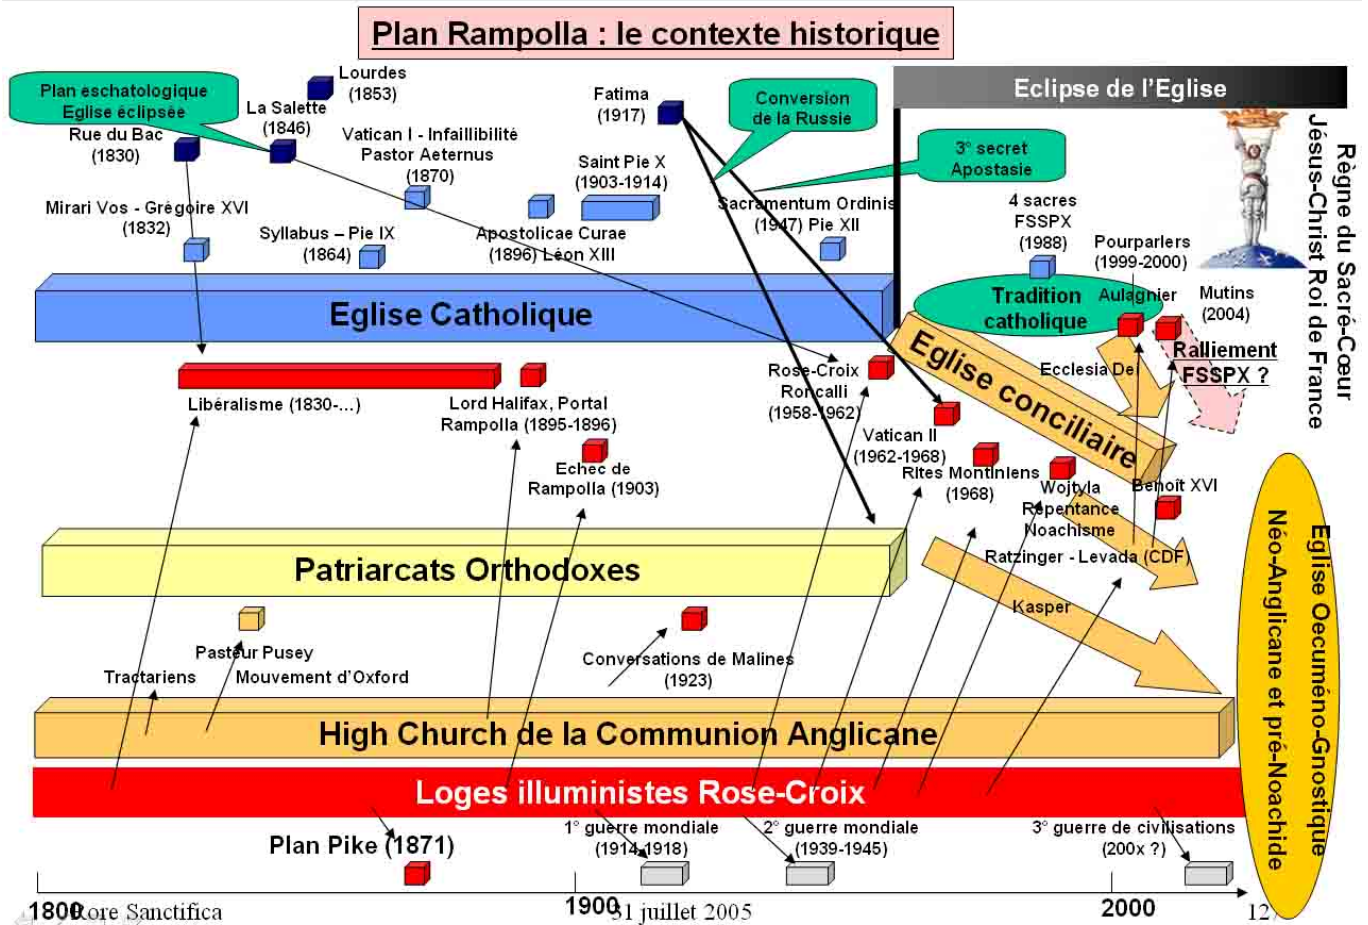 Plan Rampolla : le contexte historique
Plan eschatologique
Eglise éclipsée
Lourdes
(1853)
La Salette
(1846)
Rue du Bac
(1830)
Vatican I - Infaillibilité
Pastor Aeternus
(1870)
Fatima
(1917)
Conversion
de la Russie
Eclipse de l'Eglise
3° secret
Apostasie
Saint Pie X
(1903-1914)
Mirari Vos - Grégoire XVI
(1832)
Syllabus – Pie IX
(1864)
Apostolicae Curae
(1896) Léon XIII
Sacramentum Ordinis
(1947) Pie XII
4 sacres
FSSPX
(1988)
Pourparlers
(1999-2000)
Règne du Sacré-Cœur
Jésus-Christ Roi de France
Eglise Catholique
Tradition
catholique
Aulagnier
Mutins
(2004)
Ralliement
FSSPX ?
Ecclesia Dei
Eglise conciliaire
Libéralisme (1830-...)
Lord Halifax, Portal
Rampolla (1895-1896)
Echec de
Rampolla (1903)
Rose-Croix
Roncalli
(1958-1962)
Vatican II
(1962-1968)
Rites Montiniens
(1968)
Wojtyla
Repentance
Noachisme
Benoît XVI
Ratzinger - Levada (CDF)
Patriarcats Orthodoxes
Kasper
Pasteur Pusey
Tractariens
Mouvement d'Oxford
Conversations de Malines
(1923)
High Church de la Communion Anglicane
Eglise Oecuméno-Gnostique
Néo-Anglicane et pré-Noachide
Loges illuministes Rose-Croix
Plan Pike (1871)
1° guerre mondiale
(1914-1918)
2° guerre mondiale
(1939-1945)
3° guerre de civilisations
(200x ?)
1800
1900
2000
Rore Sanctifica
31 juillet 2005
127